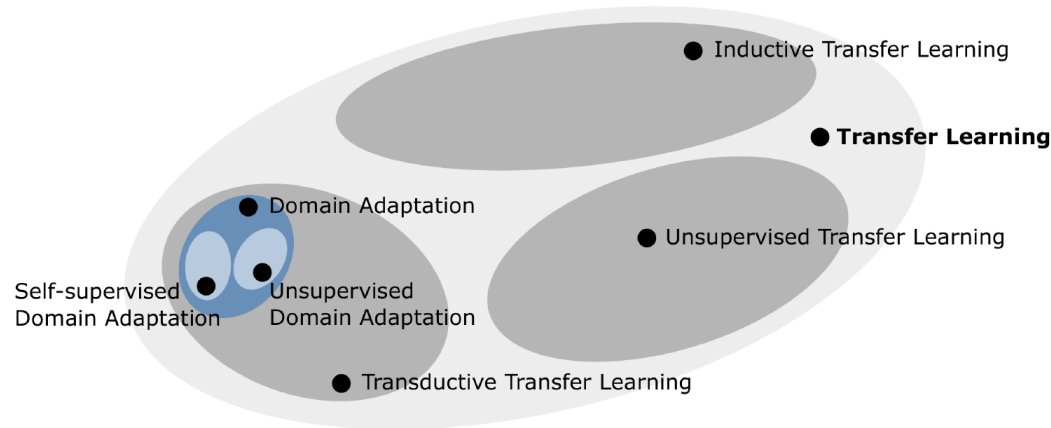 Inductive Transfer Learning
Transfer Learning
Domain Adaptation
Unsupervised Transfer Learning
Self-supervised
Domain Adaptation
Unsupervised
Domain Adaptation
Transductive Transfer Learning